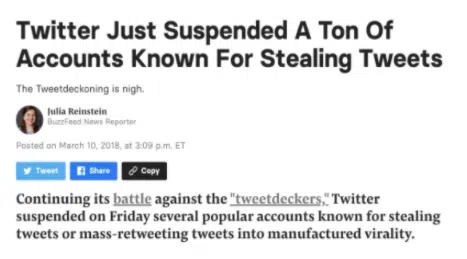 Twitter Just Suspended A Ton Of
Accounts Known For Stealing Tweets
The Tweetdeckoning is nigh.
Julia Reinstein
BuzzFeed News Reporter
Posted on March 10, 2018, at 3:09 p.m. ET
Tweet Share Copy
Continuing its battle against the "tweetdeckers," Twitter
suspended on Friday several popular accounts known for stealing
tweets or mass-retweeting tweets into manufactured virality.